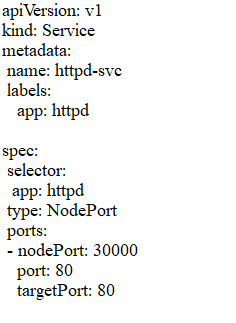 apiVersion: v1
kind: Service
metadata:
 name: httpd-svc
 labels:
   app: httpd

spec:
 selector:
  app: httpd
 type: NodePort
 ports:
 - nodePort: 30000
   port: 80
   targetPort: 80